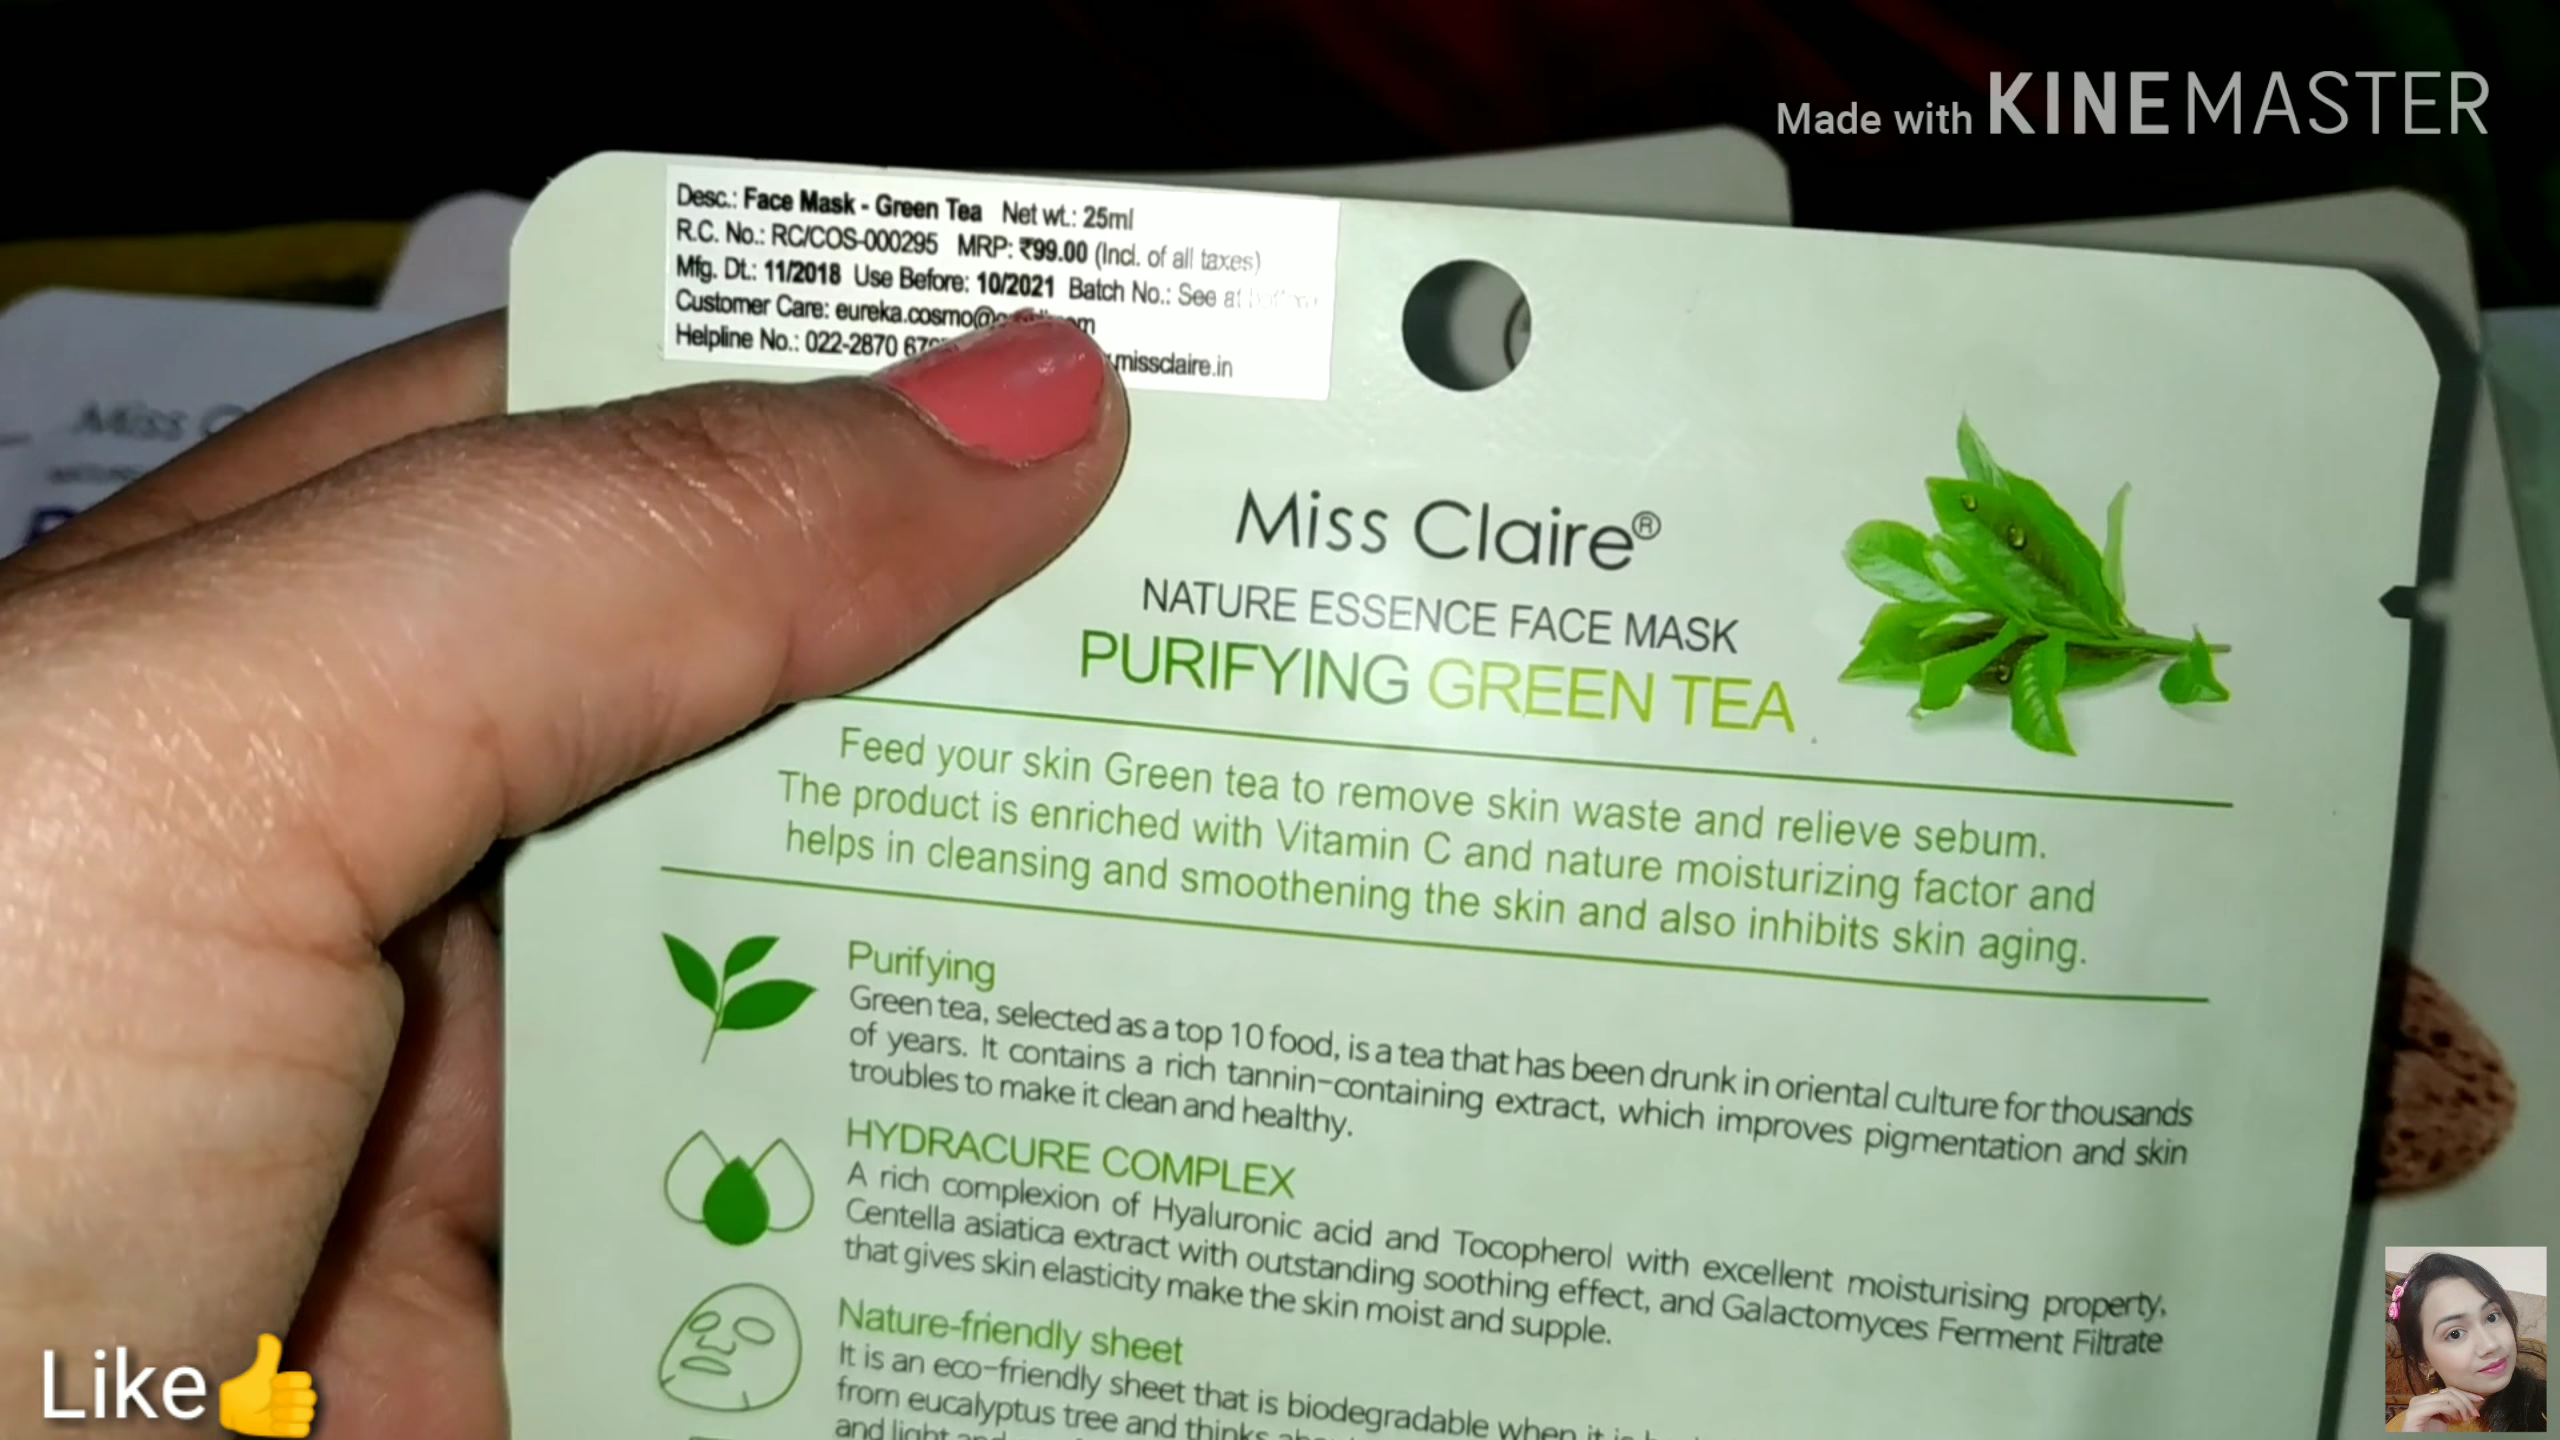 Made with KINEMASTER
Desc.: Face Mask - Green Tea Net wt.: 25ml
R.C. No.: RC/COS-000295 MRP: ₹99.00 (Incl. of all taxes)
Mfg. Dt.: 11/2018 Use Before: 10/2021 Batch No.: See at
Customer Care: eureka.cosmo@
Helpline No.: 022-2870 missclaire.in
Miss
Miss Claire®
NATURE ESSENCE FACE MASK
PURIFYING GREEN TEA
Feed your skin Green tea to remove skin waste and relieve sebum.
The product is enriched with Vitamin C and nature moisturizing factor and
helps in cleansing and smoothening the skin and also inhibits skin aging.
Purifying
Green tea, selected as a top 10 food, is a tea that has been drunk in oriental culture for thousands
of years. It contains a rich tannin-containing extract, which improves pigmentation and skin
troubles to make it clean and healthy.
HYDRACURE COMPLEX
A rich complexion of Hyaluronic acid and Tocopherol with excellent moisturising property,
Centella asiatica extract with outstanding soothing effect, and Galactomyces Ferment Filtrate
that gives skin elasticity make the skin moist and supple.
Nature-friendly sheet
It is an eco-friendly sheet that is biodegradable when it is
from eucalyptus tree and thinks
and light
Like👍